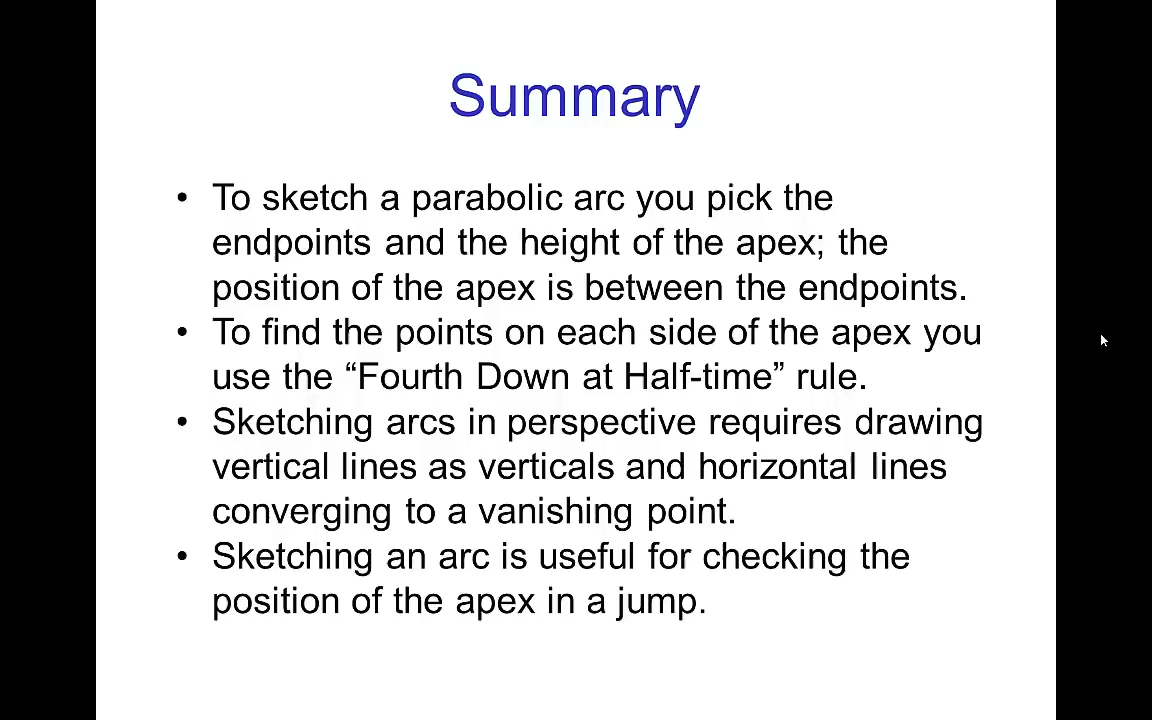 Summary
• To sketch a parabolic arc you pick the
endpoints and the height of the apex; the
position of the apex is between the endpoints.
• To find the points on each side of the apex you
use the “Fourth Down at Half-time” rule.
• Sketching arcs in perspective requires drawing
vertical lines as verticals and horizontal lines
converging to a vanishing point.
• Sketching an arc is useful for checking the
position of the apex in a jump.